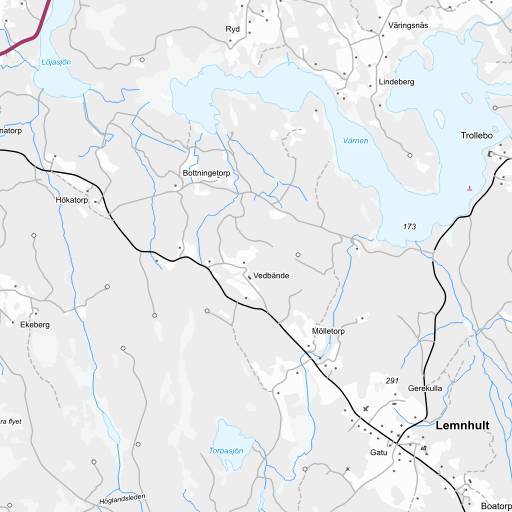 Ryd
Väringsnäs
Löjasjön
Lindeberg
Värnen
Trollebo
Bottningetorp
Hökatorp
173
Vedbände
Ekeberg
Mölletorp
291
Gerekulla
Lemnhult
Torpasjön
Gatu
Höglandsleden
Boatorp